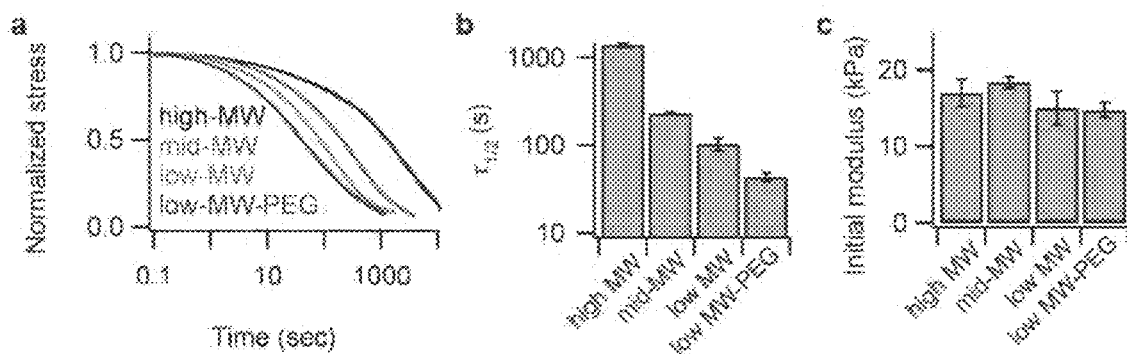 a
Normalized stress
1.0
0.5
0.0
high-MW
mid-MW
low-MW
low-MW-PEG
0.1
10
1000
Time (sec)
b
τ1/2 (s)
1000
100
10
high MW
mid-MW
low MW
low MW-PEG
c
Initial modulus (kPa)
20
10
0
high MW
mid-MW
low MW
low MW-PEG